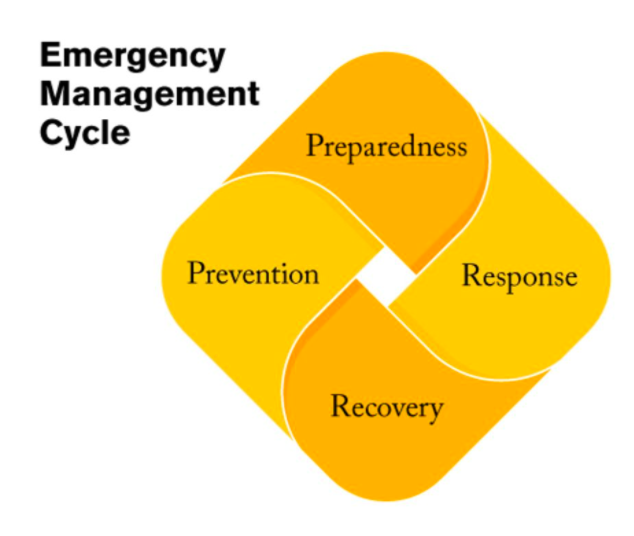 Emergency
Management
Cycle
Preparedness
Prevention
Response
Recovery